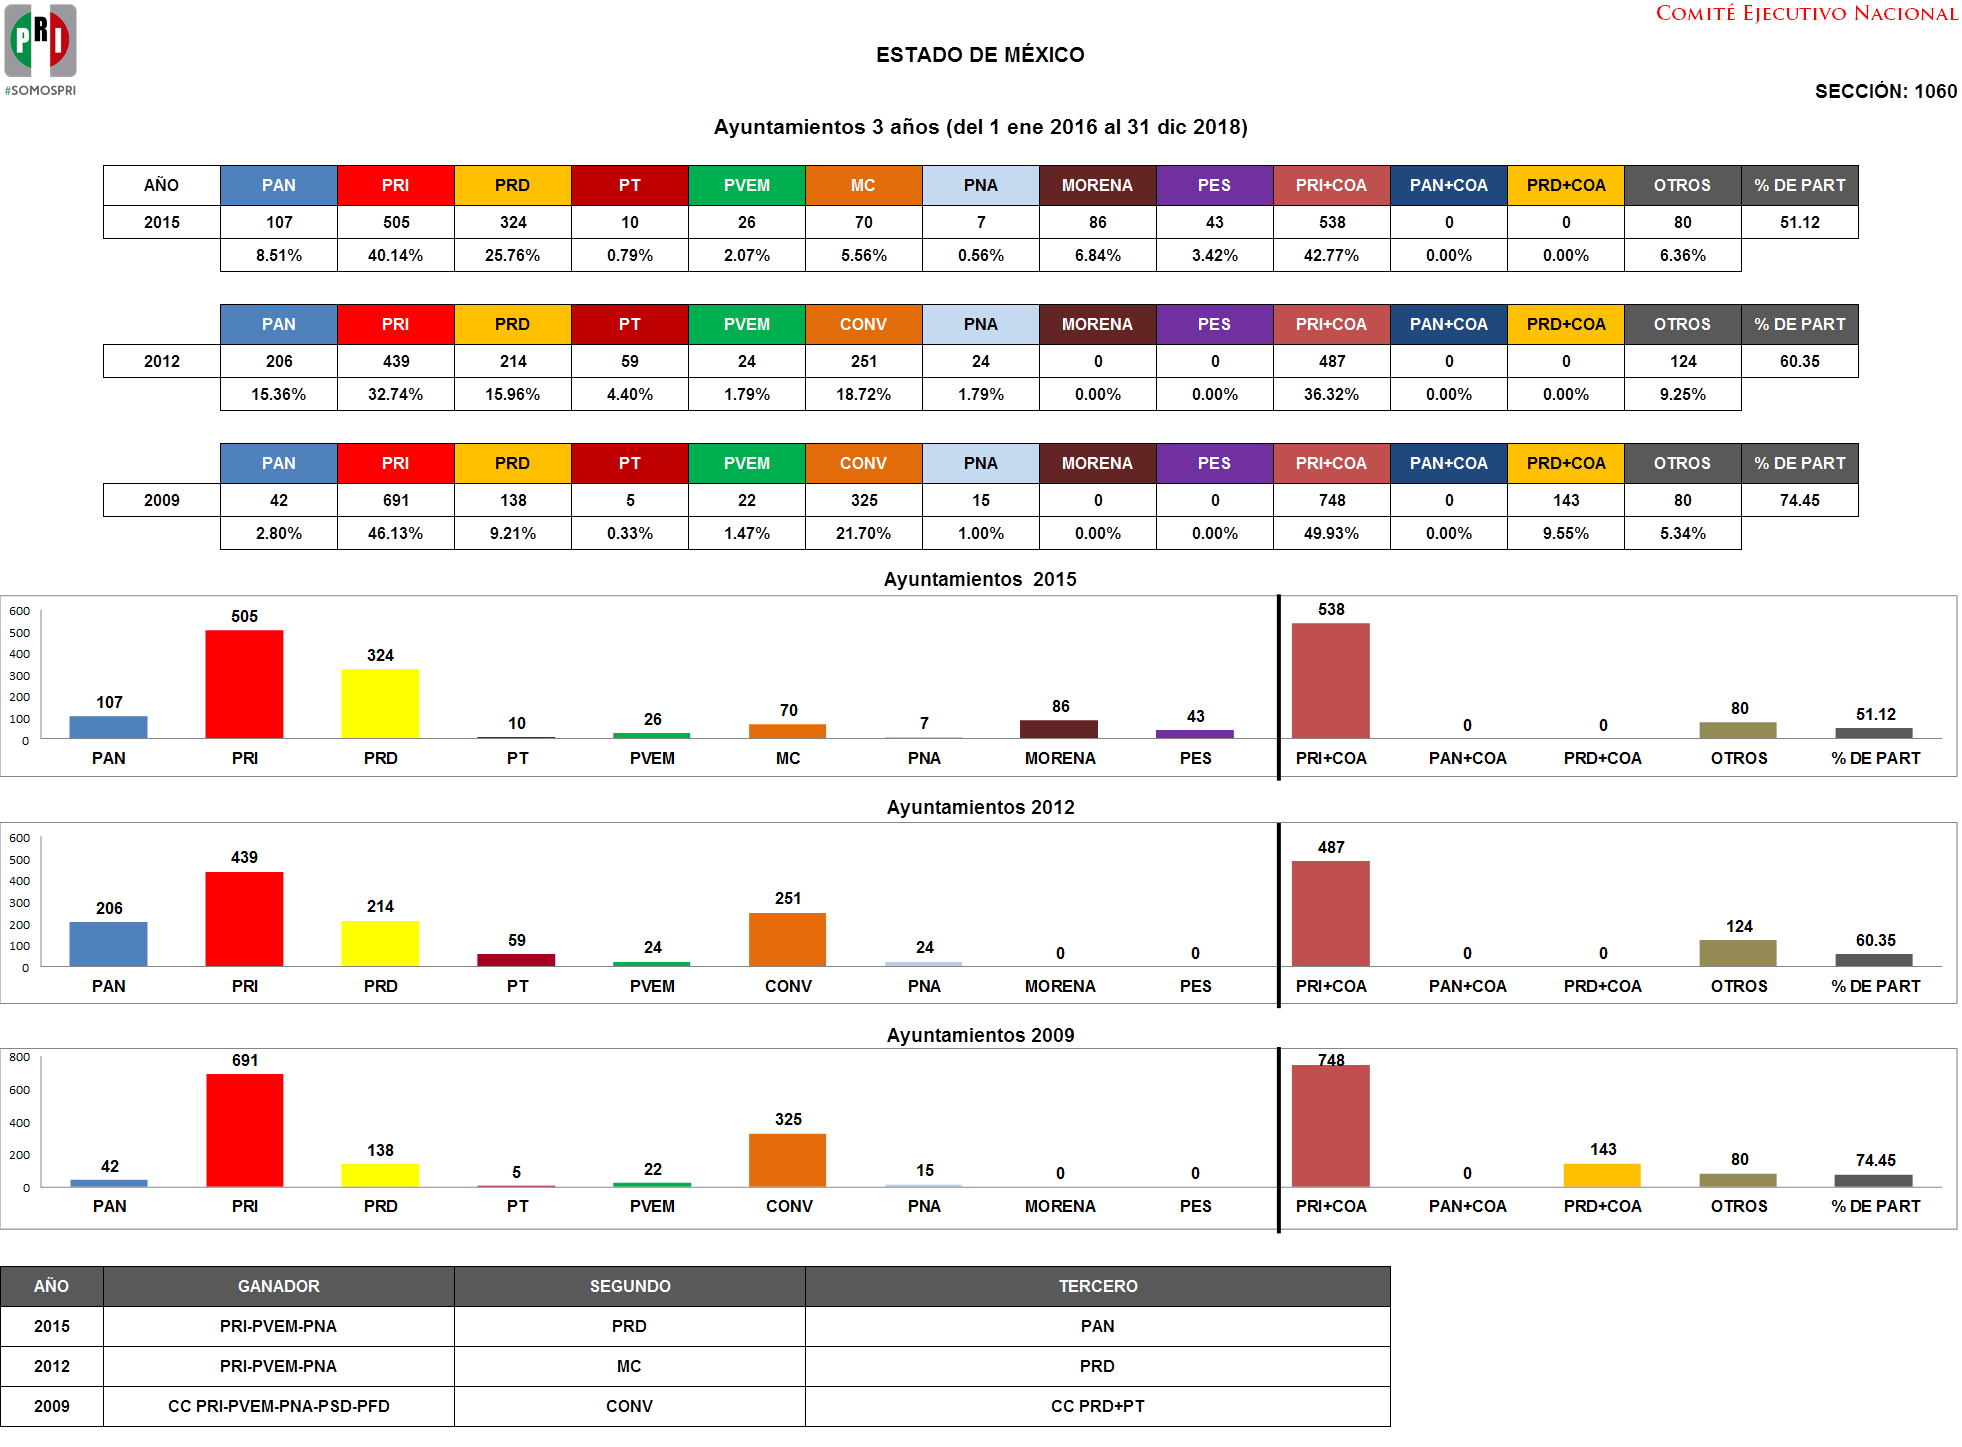 PRI
#SOMOSPRI
COMITÉ EJECUTIVO NACIONAL
ESTADO DE MÉXICO
SECCIÓN: 1060
Ayuntamientos 3 años (del 1 ene 2016 al 31 dic 2018)
AÑO PAN PRI PRD PT PVEM MC PNA MORENA PES PRI+COA PAN+COA PRD+COA OTROS % DE PART
2015 107 505 324 10 26 70 7 86 43 538 0 0 80 51.12
8.51% 40.14% 25.76% 0.79% 2.07% 5.56% 0.56% 6.84% 3.42% 42.77% 0.00% 0.00% 6.36%
PAN PRI PRD PT PVEM CONV PNA MORENA PES PRI+COA PAN+COA PRD+COA OTROS % DE PART
2012 206 439 214 59 24 251 24 0 0 487 0 0 124 60.35
15.36% 32.74% 15.96% 4.40% 1.79% 18.72% 1.79% 0.00% 0.00% 36.32% 0.00% 0.00% 9.25%
PAN PRI PRD PT PVEM CONV PNA MORENA PES PRI+COA PAN+COA PRD+COA OTROS % DE PART
2009 42 691 138 5 22 325 15 0 0 748 0 143 80 74.45
2.80% 46.13% 9.21% 0.33% 1.47% 21.70% 1.00% 0.00% 0.00% 49.93% 0.00% 9.55% 5.34%
Ayuntamientos 2015
600
500
400
300
200
100
0
107 505 324 10 26 70 7 86 43 538 0 0 80 51.12
PAN PRI PRD PT PVEM MC PNA MORENA PES PRI+COA PAN+COA PRD+COA OTROS % DE PART
Ayuntamientos 2012
600
500
400
300
200
100
0
206 439 214 59 24 251 24 0 0 487 0 0 124 60.35
PAN PRI PRD PT PVEM CONV PNA MORENA PES PRI+COA PAN+COA PRD+COA OTROS % DE PART
Ayuntamientos 2009
800
600
400
200
0
42 691 138 5 22 325 15 0 0 748 0 143 80 74.45
PAN PRI PRD PT PVEM CONV PNA MORENA PES PRI+COA PAN+COA PRD+COA OTROS % DE PART
AÑO GANADOR SEGUNDO TERCERO
2015 PRI-PVEM-PNA PRD PAN
2012 PRI-PVEM-PNA MC PRD
2009 CC PRI-PVEM-PNA-PSD-PFD CONV CC PRD+PT